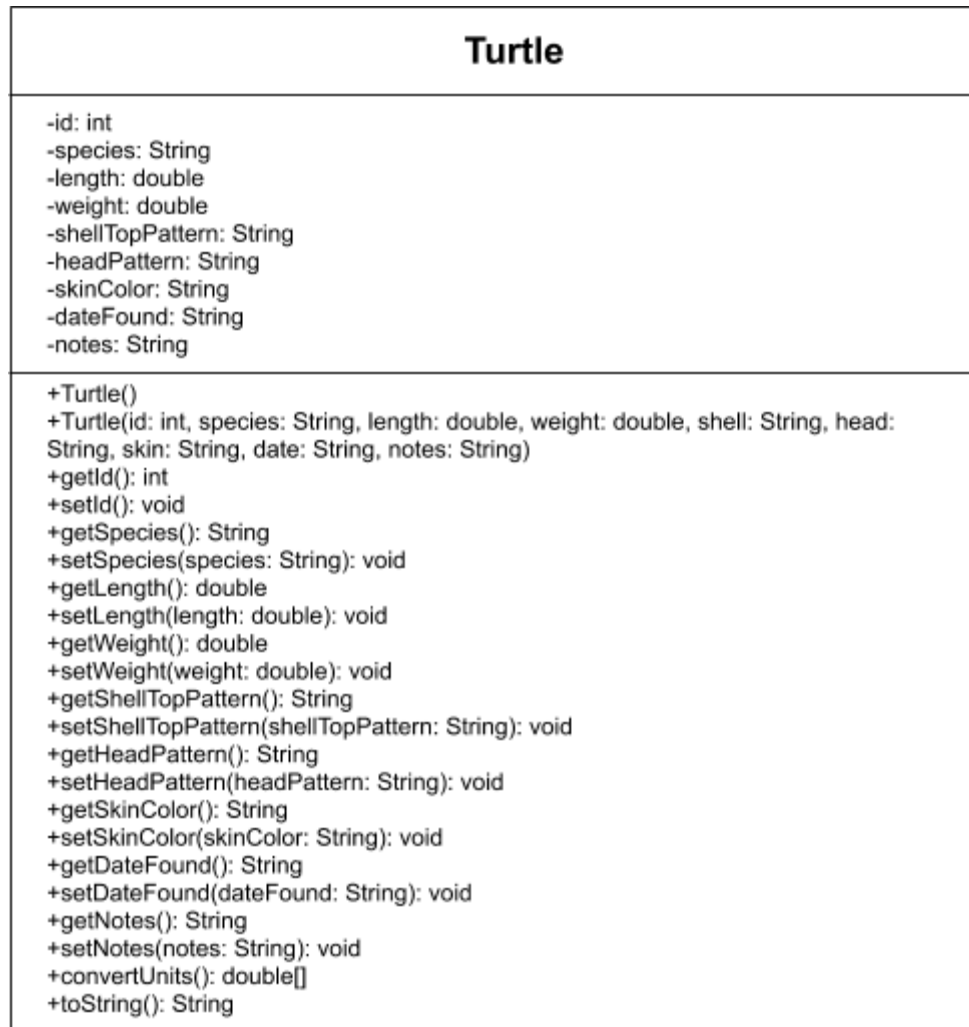 Turtle
-id: int
-species: String
-length: double
-weight: double
-shellTopPattern: String
-headPattern: String
-skinColor: String
-dateFound: String
-notes: String
+Turtle()
+Turtle(id: int, species: String, length: double, weight: double, shell: String, head:
String, skin: String, date: String, notes: String)
+getId(): int
+setId(): void
+getSpecies(): String
+setSpecies(species: String): void
+getLength(): double
+setLength(length: double): void
+getWeight(): double
+setWeight(weight: double): void
+getShellTopPattern(): String
+setShellTopPattern(shellTopPattern: String): void
+getHeadPattern(): String
+setHeadPattern(headPattern: String): void
+getSkinColor(): String
+setSkinColor(skinColor: String): void
+getDateFound(): String
+setDateFound(dateFound: String): void
+getNotes(): String
+setNotes(notes: String): void
+convertUnits(): double[]
+toString(): String